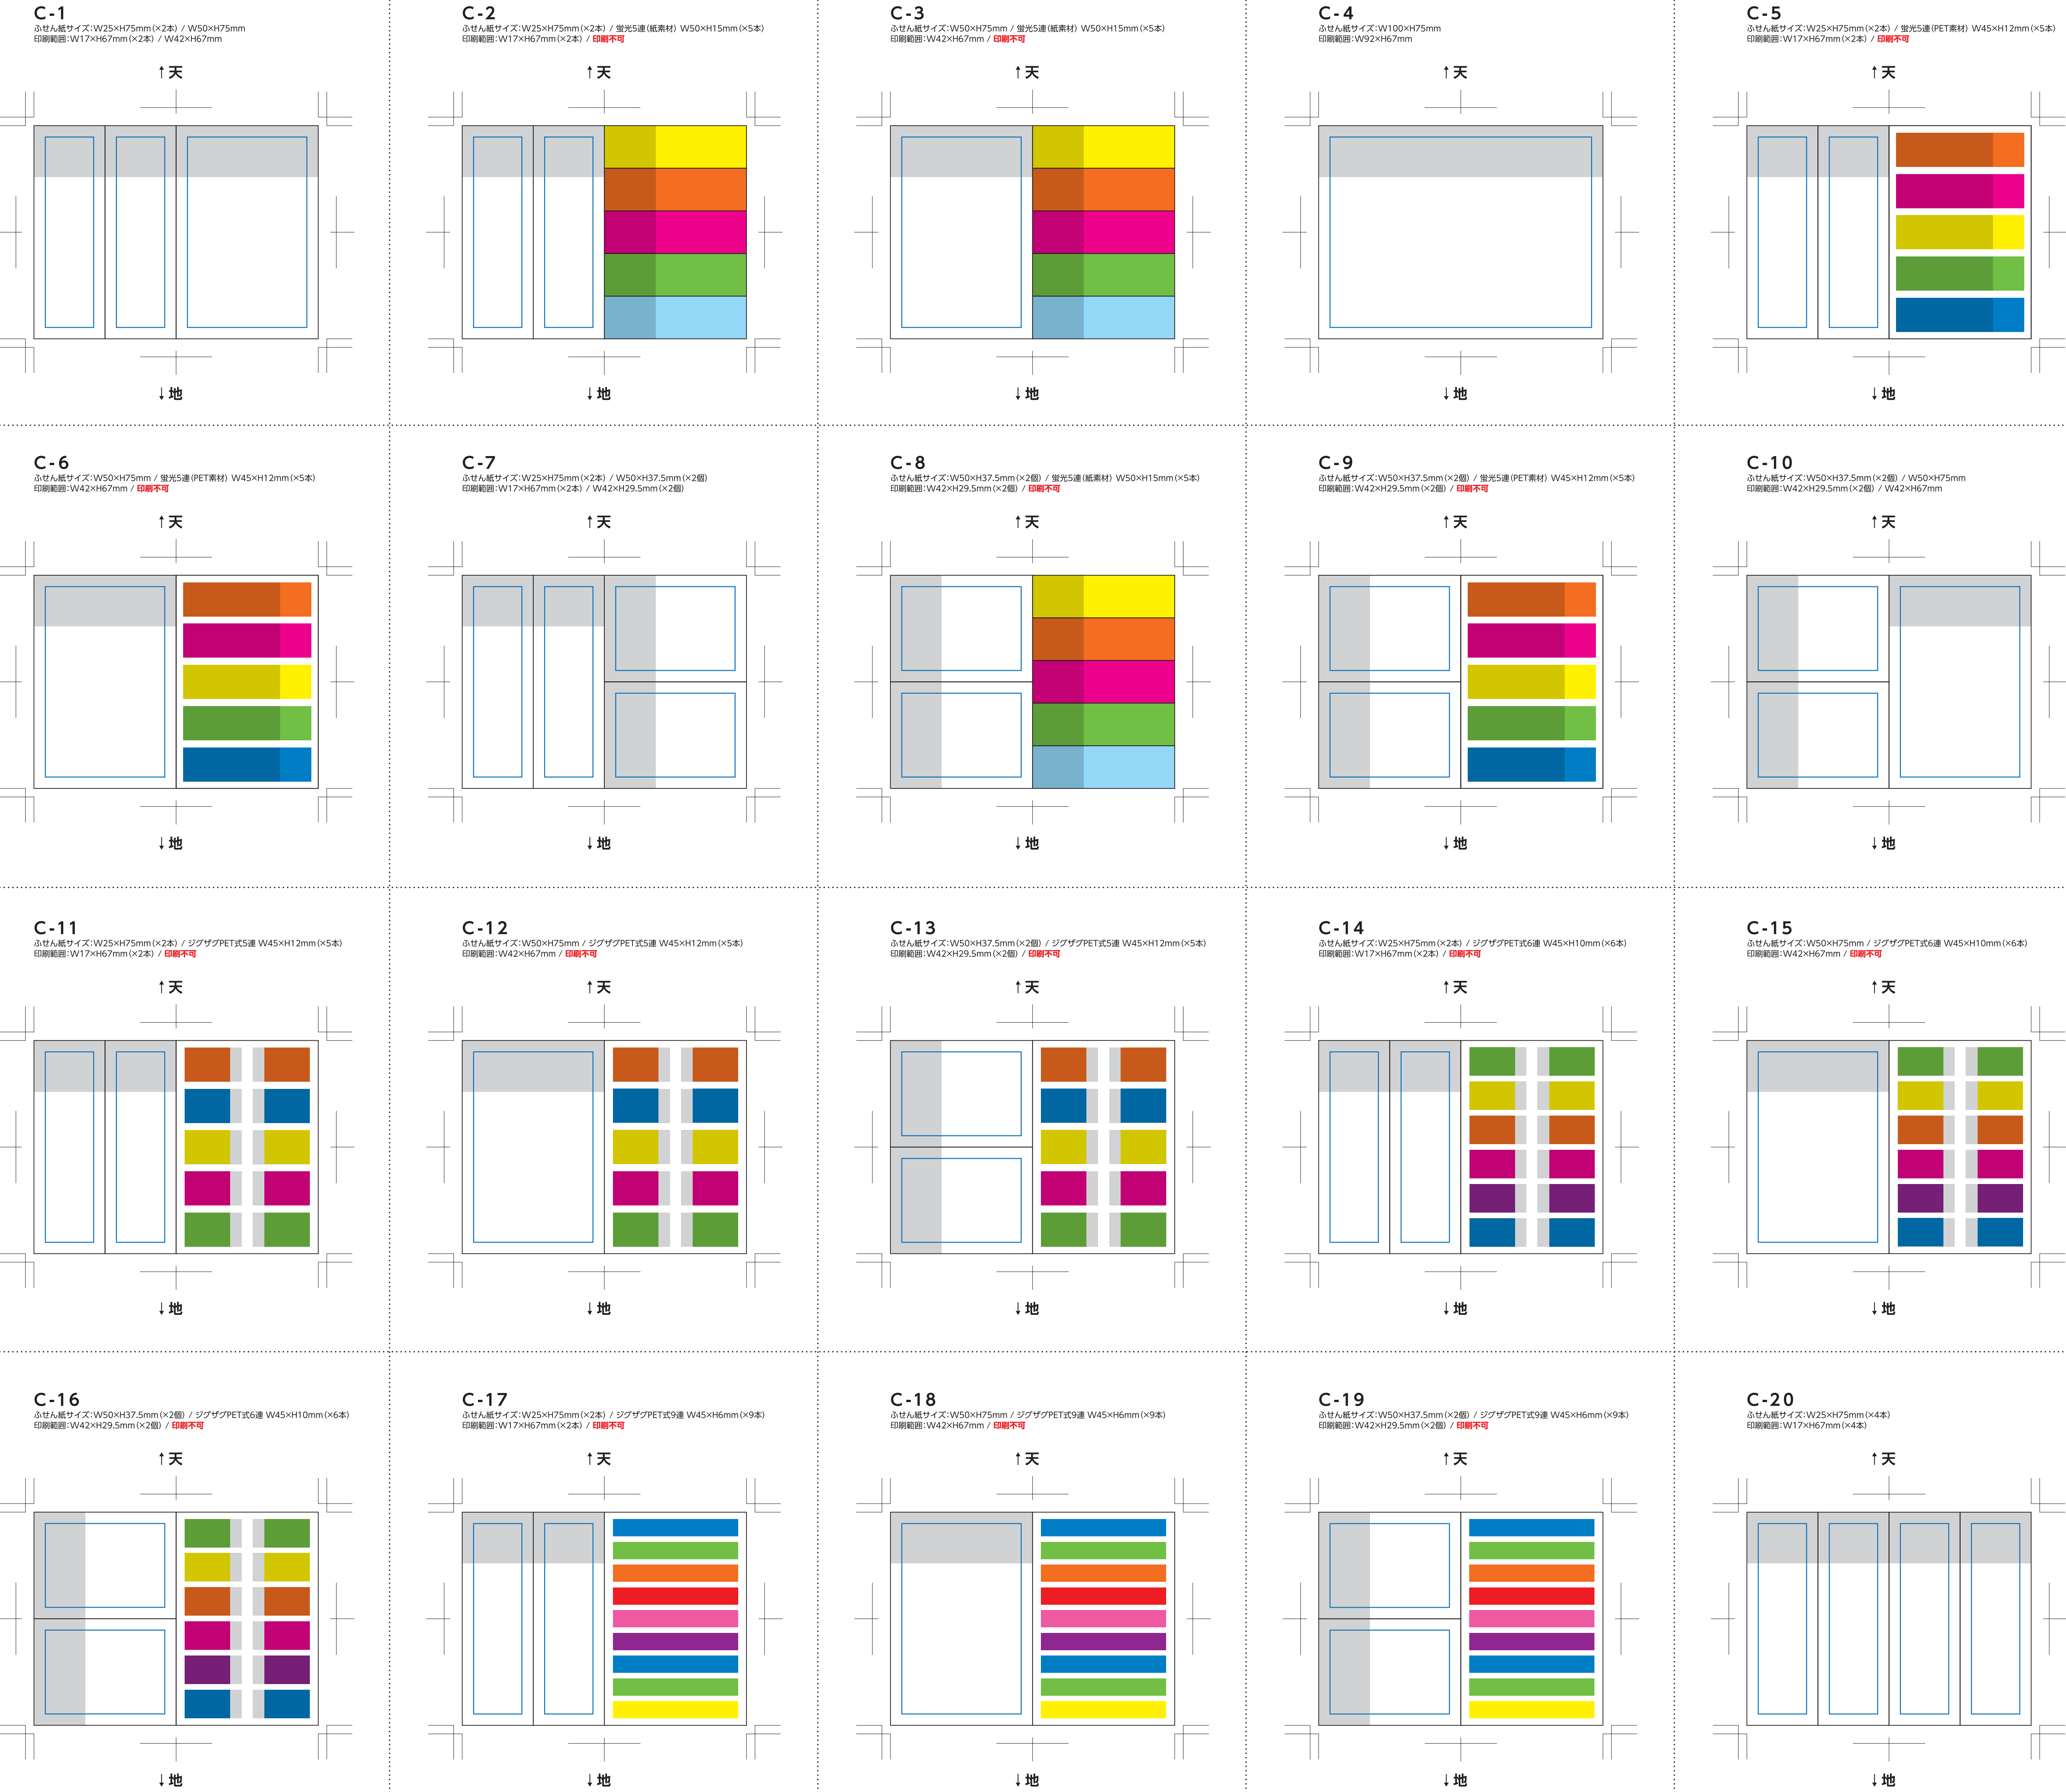 C-1
ふせん紙サイズ：W25×H75mm（×2本） / W50×H75mm
印刷範囲：W17×H67mm（×2本） / W42×H67mm
↑天
↓地
C-2
ふせん紙サイズ：W25×H75mm（×2本） / 蛍光5連（紙素材） W50×H15mm（×5本）
印刷範囲：W17×H67mm（×2本） / 印刷不可
↑天
↓地
C-3
ふせん紙サイズ：W50×H75mm / 蛍光5連（紙素材） W50×H15mm（×5本）
印刷範囲：W42×H67mm / 印刷不可
↑天
↓地
C-4
ふせん紙サイズ：W100×H75mm
印刷範囲：W92×H67mm
↑天
↓地
C-5
ふせん紙サイズ：W25×H75mm（×2本） / 蛍光5連（PET素材） W45×H12mm（×5本）
印刷範囲：W17×H67mm（×2本） / 印刷不可
↑天
↓地
C-6
ふせん紙サイズ：W50×H75mm / 蛍光5連（PET素材） W45×H12mm（×5本）
印刷範囲：W42×H67mm / 印刷不可
↑天
↓地
C-7
ふせん紙サイズ：W25×H75mm（×2本） / W50×H37.5mm（×2個）
印刷範囲：W17×H67mm（×2本） / W42×H29.5mm（×2個）
↑天
↓地
C-8
ふせん紙サイズ：W50×H37.5mm（×2個） / 蛍光5連（紙素材） W50×H15mm（×5本）
印刷範囲：W42×H29.5mm（×2個） / 印刷不可
↑天
↓地
C-9
ふせん紙サイズ：W50×H37.5mm（×2個） / 蛍光5連（PET素材） W45×H12mm（×5本）
印刷範囲：W42×H29.5mm（×2個） / 印刷不可
↑天
↓地
C-10
ふせん紙サイズ：W50×H37.5mm（×2個） / W50×H75mm
印刷範囲：W42×H29.5mm（×2個） / W42×H67mm
↑天
↓地
C-11
ふせん紙サイズ：W25×H75mm（×2本） / ジグザグPET式5連 W45×H12mm（×5本）
印刷範囲：W17×H67mm（×2本） / 印刷不可
↑天
↓地
C-12
ふせん紙サイズ：W50×H75mm / ジグザグPET式5連 W45×H12mm（×5本）
印刷範囲：W42×H67mm / 印刷不可
↑天
↓地
C-13
ふせん紙サイズ：W50×H37.5mm（×2個） / ジグザグPET式5連 W45×H12mm（×5本）
印刷範囲：W42×H29.5mm（×2個） / 印刷不可
↑天
↓地
C-14
ふせん紙サイズ：W25×H75mm（×2本） / ジグザグPET式6連 W45×H10mm（×6本）
印刷範囲：W17×H67mm（×2本） / 印刷不可
↑天
↓地
C-15
ふせん紙サイズ：W50×H75mm / ジグザグPET式6連 W45×H10mm（×6本）
印刷範囲：W42×H67mm / 印刷不可
↑天
↓地
C-16
ふせん紙サイズ：W50×H37.5mm（×2個） / ジグザグPET式6連 W45×H10mm（×6本）
印刷範囲：W42×H29.5mm（×2個） / 印刷不可
↑天
↓地
C-17
ふせん紙サイズ：W25×H75mm（×2本） / ジグザグPET式9連 W45×H6mm（×9本）
印刷範囲：W17×H67mm（×2本） / 印刷不可
↑天
↓地
C-18
ふせん紙サイズ：W50×H75mm / ジグザグPET式9連 W45×H6mm（×9本）
印刷範囲：W42×H67mm / 印刷不可
↑天
↓地
C-19
ふせん紙サイズ：W50×H37.5mm（×2個） / ジグザグPET式9連 W45×H6mm（×9本）
印刷範囲：W42×H29.5mm（×2個） / 印刷不可
↑天
↓地
C-20
ふせん紙サイズ：W25×H75mm（×4本）
印刷範囲：W17×H67mm（×4本）
↑天
↓地